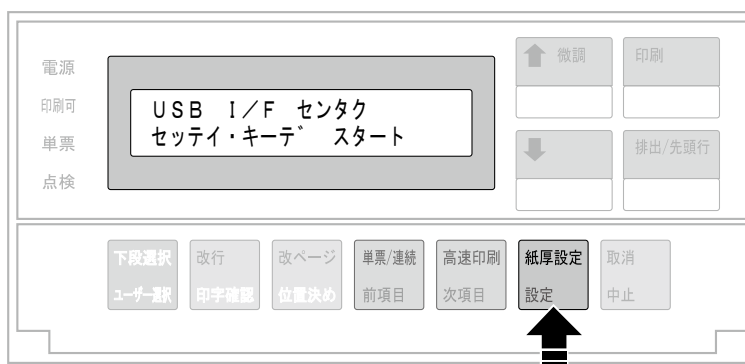 電源
印刷可
単票
点検
USB I/F センタク
セッテイ・キーデ゛ スタート
微調
印刷
排出/先頭行
下段選択
ユーザー選択
改行
印字確認
改ページ
位置決め
単票/連続
前項目
高速印刷
次項目
紙厚設定
設定
取消
中止